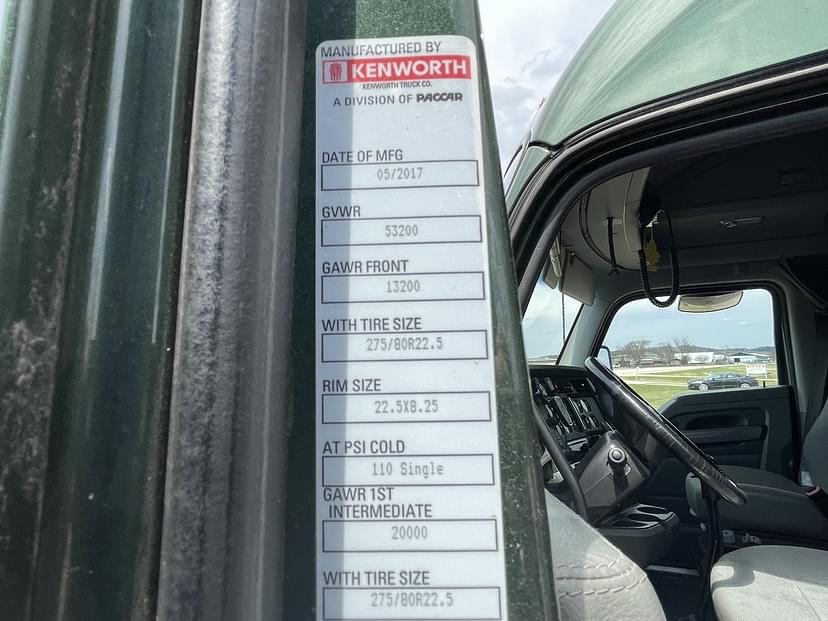 MANUFACTURED BY
KENWORTH
KENWORTH TRUCK CO.
A DIVISION OF PACCAR
DATE OF MFG
05/2017
GVWR
53200
GAWR FRONT
13200
WITH TIRE SIZE
275/80R22.5
RIM SIZE
22.5X8.25
AT PSI COLD
110 Single
GAWR 1ST
INTERMEDIATE
20000
WITH TIRE SIZE
275/80R22.5